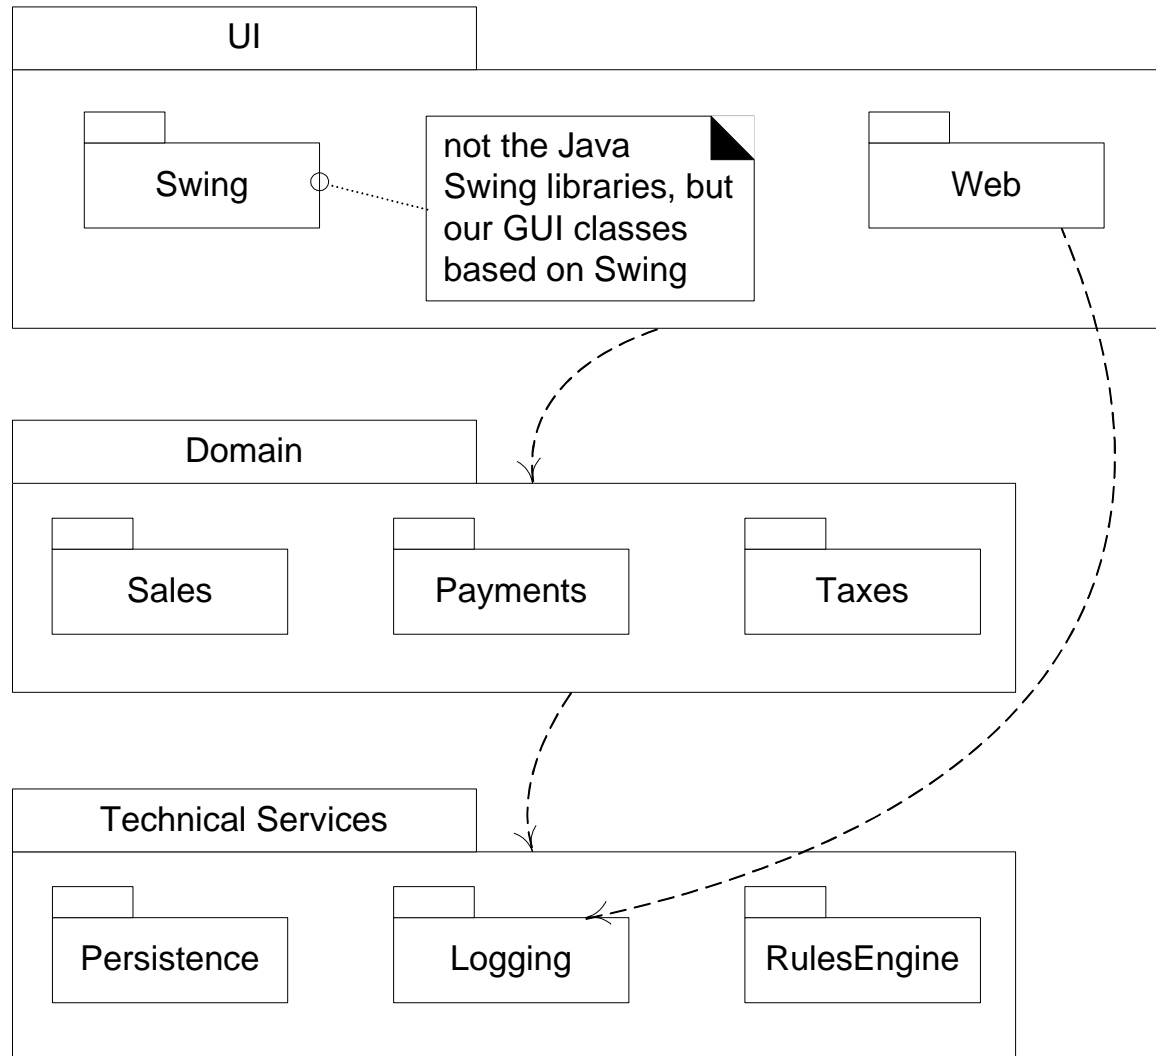 UI
Swing
not the Java
Swing libraries, but
our GUI classes
based on Swing
Web
Domain
Sales
Payments
Taxes
Technical Services
Persistence
Logging
RulesEngine